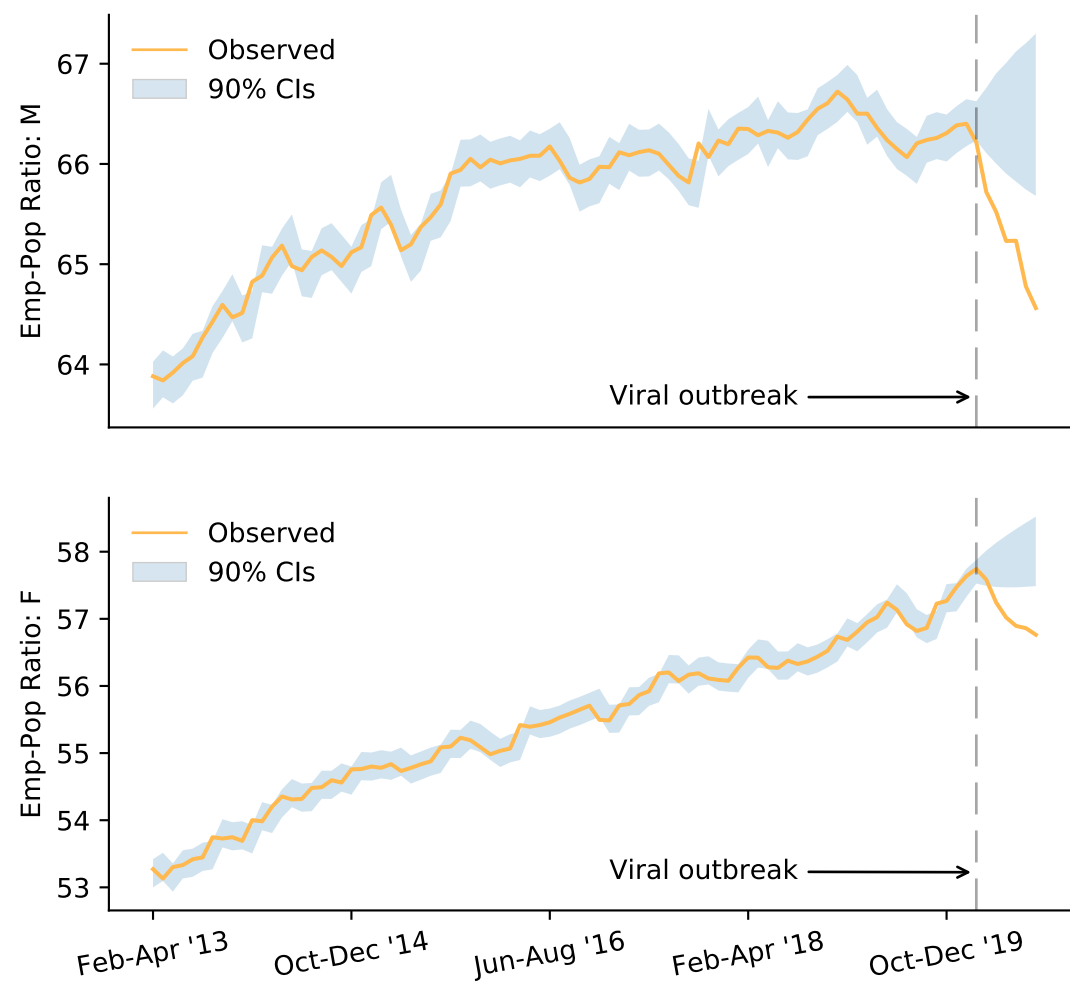 Emp-Pop Ratio: M
67
66
65
64
Observed
90% CIs
Viral outbreak
Emp-Pop Ratio: F
58
57
56
55
54
53
Observed
90% CIs
Viral outbreak
Feb-Apr '13
Oct-Dec '14
Jun-Aug '16
Feb-Apr '18
Oct-Dec '19